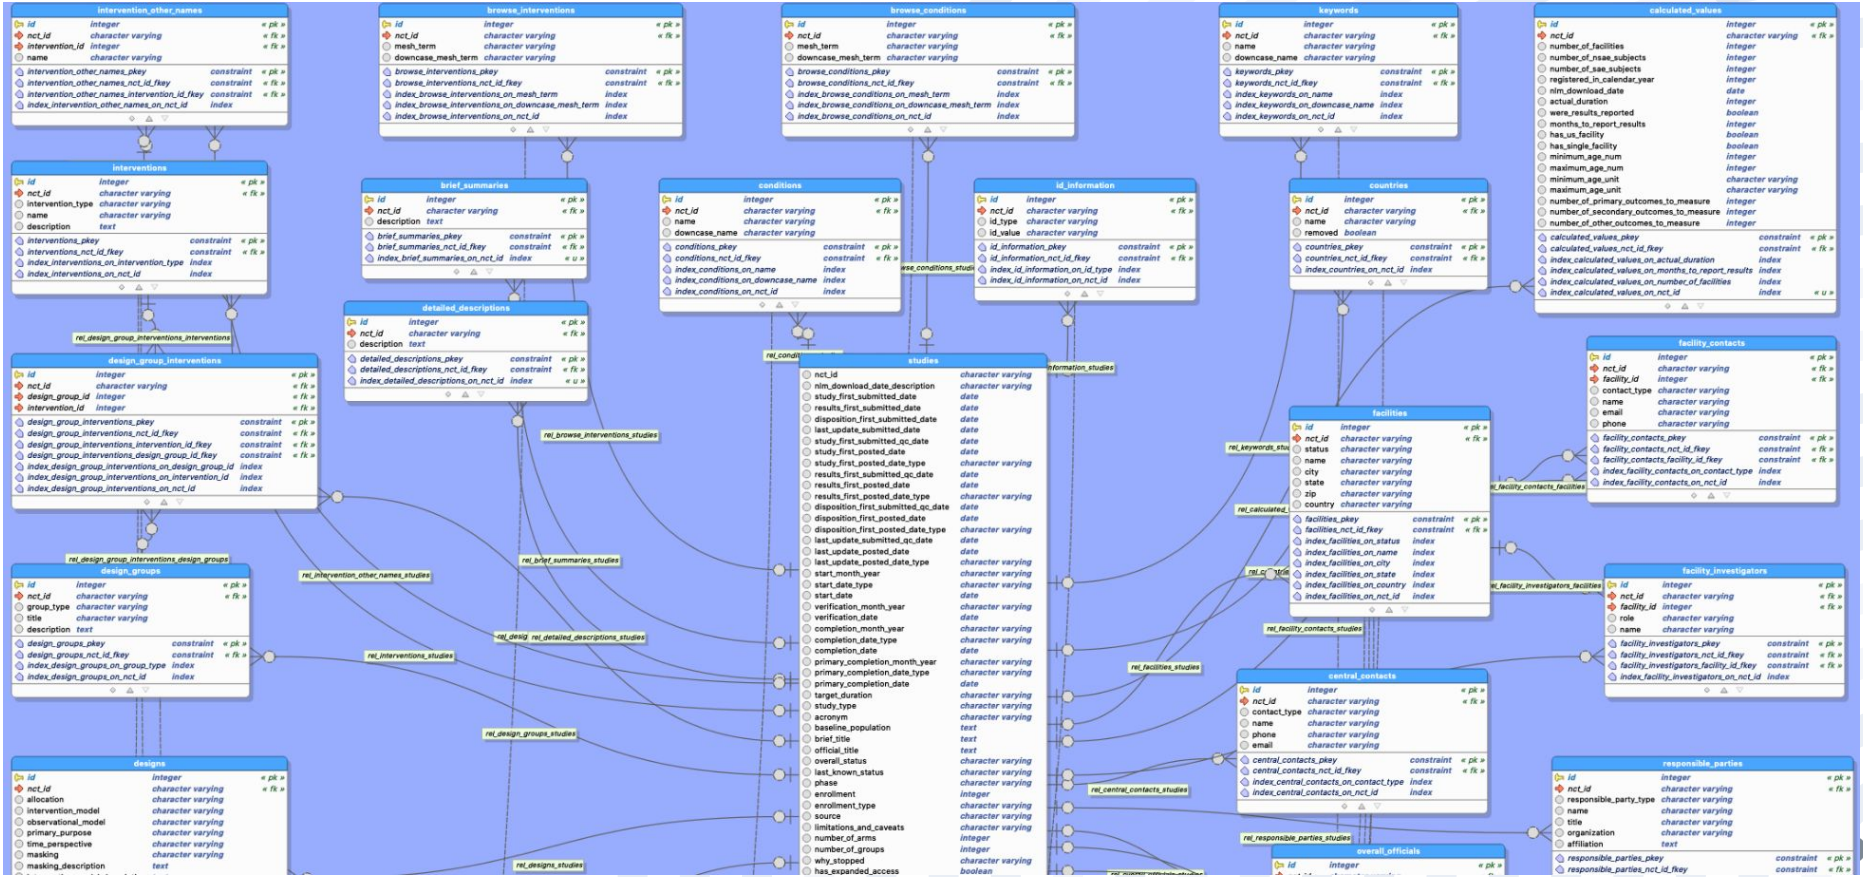 intervention_other_names
id integer « pk »
nct_id character varying « fk »
intervention_id integer « fk »
name character varying
intervention_other_names_pkey constraint « pk »
intervention_other_names_nct_id_fkey constraint « fk »
intervention_other_names_intervention_id_fkey constraint « fk »
index_intervention_other_names_on_nct_id index
browse_interventions
id integer « pk »
nct_id character varying « fk »
mesh_term character varying
downcase_mesh_term character varying
browse_interventions_pkey constraint « pk »
browse_interventions_nct_id_fkey constraint « fk »
index_browse_interventions_on_mesh_term index
index_browse_interventions_on_downcase_mesh_term index
index_browse_interventions_on_nct_id index
browse_conditions
id integer « pk »
nct_id character varying « fk »
mesh_term character varying
downcase_mesh_term character varying
browse_conditions_pkey constraint « pk »
browse_conditions_nct_id_fkey constraint « fk »
index_browse_conditions_on_mesh_term index
index_browse_conditions_on_downcase_mesh_term index
index_browse_conditions_on_nct_id index
keywords
id integer « pk »
nct_id character varying « fk »
name character varying
downcase_name character varying
keywords_pkey constraint « pk »
keywords_nct_id_fkey constraint « fk »
index_keywords_on_name index
index_keywords_on_downcase_name index
index_keywords_on_nct_id index
calculated_values
id integer « pk »
nct_id character varying « fk »
number_of_facilities integer
number_of_nsae_subjects integer
number_of_sae_subjects integer
registered_in_calendar_year integer
nlm_download_date date
actual_duration integer
were_results_reported boolean
months_to_report_results integer
has_us_facility boolean
has_single_facility boolean
minimum_age_num integer
maximum_age_num integer
minimum_age_unit character varying
maximum_age_unit character varying
number_of_primary_outcomes_to_measure integer
number_of_secondary_outcomes_to_measure integer
number_of_other_outcomes_to_measure integer
calculated_values_pkey constraint « pk »
calculated_values_nct_id_fkey constraint « fk »
index_calculated_values_on_actual_duration index
index_calculated_values_on_months_to_report_results index
index_calculated_values_on_number_of_facilities index
index_calculated_values_on_nct_id index « u »
interventions
id integer « pk »
nct_id character varying « fk »
intervention_type character varying
name character varying
description text
interventions_pkey constraint « pk »
interventions_nct_id_fkey constraint « fk »
index_interventions_on_intervention_type index
index_interventions_on_nct_id index
brief_summaries
id integer « pk »
nct_id character varying « fk »
description text
brief_summaries_pkey constraint « pk »
brief_summaries_nct_id_fkey constraint « fk »
index_brief_summaries_on_nct_id index « u »
conditions
id integer « pk »
nct_id character varying « fk »
name character varying
downcase_name character varying
conditions_pkey constraint « pk »
conditions_nct_id_fkey constraint « fk »
index_conditions_on_name index
index_conditions_on_downcase_name index
index_conditions_on_nct_id index
id_information
id integer « pk »
nct_id character varying « fk »
id_type character varying
id_value character varying
id_information_pkey constraint « pk »
id_information_nct_id_fkey constraint « fk »
index_id_information_on_id_type index
index_id_information_on_nct_id index
countries
id integer « pk »
nct_id character varying « fk »
name character varying
removed boolean
countries_pkey constraint « pk »
countries_nct_id_fkey constraint « fk »
index_countries_on_nct_id index
detailed_descriptions
id integer « pk »
nct_id character varying « fk »
description text
detailed_descriptions_pkey constraint « pk »
detailed_descriptions_nct_id_fkey constraint « fk »
index_detailed_descriptions_on_nct_id index « u »
rel_design_group_interventions_interventions
design_group_interventions
id integer « pk »
nct_id character varying « fk »
design_group_id integer « fk »
intervention_id integer « fk »
design_group_interventions_pkey constraint « pk »
design_group_interventions_nct_id_fkey constraint « fk »
design_group_interventions_intervention_id_fkey constraint « fk »
design_group_interventions_design_group_id_fkey constraint « fk »
index_design_group_interventions_on_design_group_id index
index_design_group_interventions_on_intervention_id index
index_design_group_interventions_on_nct_id index
studies
nct_id character varying
nlm_download_date_description character varying
study_first_submitted_date date
results_first_submitted_date date
disposition_first_submitted_date date
last_update_submitted_date date
study_first_submitted_qc_date date
study_first_posted_date date
study_first_posted_date_type character varying
results_first_submitted_qc_date date
results_first_posted_date date
results_first_posted_date_type character varying
disposition_first_submitted_qc_date date
disposition_first_posted_date date
disposition_first_posted_date_type character varying
last_update_submitted_qc_date date
last_update_posted_date date
last_update_posted_date_type character varying
start_month_year character varying
start_date_type character varying
start_date date
verification_month_year character varying
verification_date date
completion_month_year character varying
completion_date_type character varying
completion_date date
primary_completion_month_year character varying
primary_completion_date_type character varying
primary_completion_date date
target_duration character varying
study_type character varying
acronym character varying
baseline_population text
brief_title text
official_title text
overall_status character varying
last_known_status character varying
phase character varying
enrollment integer
enrollment_type character varying
source character varying
limitations_and_caveats character varying
number_of_arms integer
number_of_groups integer
why_stopped character varying
has_expanded_access boolean
facility_contacts
id integer « pk »
nct_id character varying « fk »
facility_id integer « fk »
contact_type character varying
name character varying
email character varying
phone character varying
facility_contacts_pkey constraint « pk »
facility_contacts_nct_id_fkey constraint « fk »
facility_contacts_facility_id_fkey constraint « fk »
index_facility_contacts_on_contact_type index
index_facility_contacts_on_nct_id index
facilities
id integer « pk »
nct_id character varying « fk »
status character varying
name character varying
city character varying
state character varying
zip character varying
country character varying
facilities_pkey constraint « pk »
facilities_nct_id_fkey constraint « fk »
index_facilities_on_status index
index_facilities_on_name index
index_facilities_on_city index
index_facilities_on_state index
index_facilities_on_country index
index_facilities_on_nct_id index
rel_browse_interventions_studies
rel_brief_summaries_studies
rel_intervention_other_names_studies
rel_detailed_descriptions_studies
rel_interventions_studies
rel_design_groups_studies
rel_designs_studies
rel_facility_contacts_studies
rel_facilities_studies
rel_central_contacts_studies
rel_responsible_parties_studies
rel_design_group_interventions_design_groups
design_groups
id integer « pk »
nct_id character varying « fk »
group_type character varying
title character varying
description text
design_groups_pkey constraint « pk »
design_groups_nct_id_fkey constraint « fk »
index_design_groups_on_group_type index
index_design_groups_on_nct_id index
facility_investigators
id integer « pk »
nct_id character varying « fk »
facility_id integer « fk »
role character varying
name character varying
facility_investigators_pkey constraint « pk »
facility_investigators_nct_id_fkey constraint « fk »
facility_investigators_facility_id_fkey constraint « fk »
index_facility_investigators_on_nct_id index
central_contacts
id integer « pk »
nct_id character varying « fk »
contact_type character varying
name character varying
phone character varying
email character varying
central_contacts_pkey constraint « pk »
central_contacts_nct_id_fkey constraint « fk »
index_central_contacts_on_contact_type index
index_central_contacts_on_nct_id index
designs
id integer « pk »
nct_id character varying « fk »
allocation character varying
intervention_model character varying
observational_model character varying
primary_purpose character varying
time_perspective character varying
masking character varying
masking_description text
responsible_parties
id integer « pk »
nct_id character varying « fk »
responsible_party_type character varying
name character varying
title character varying
organization character varying
affiliation text
responsible_parties_pkey constraint « pk »
responsible_parties_nct_id_fkey constraint « fk »
overall_officials
id integer « pk »